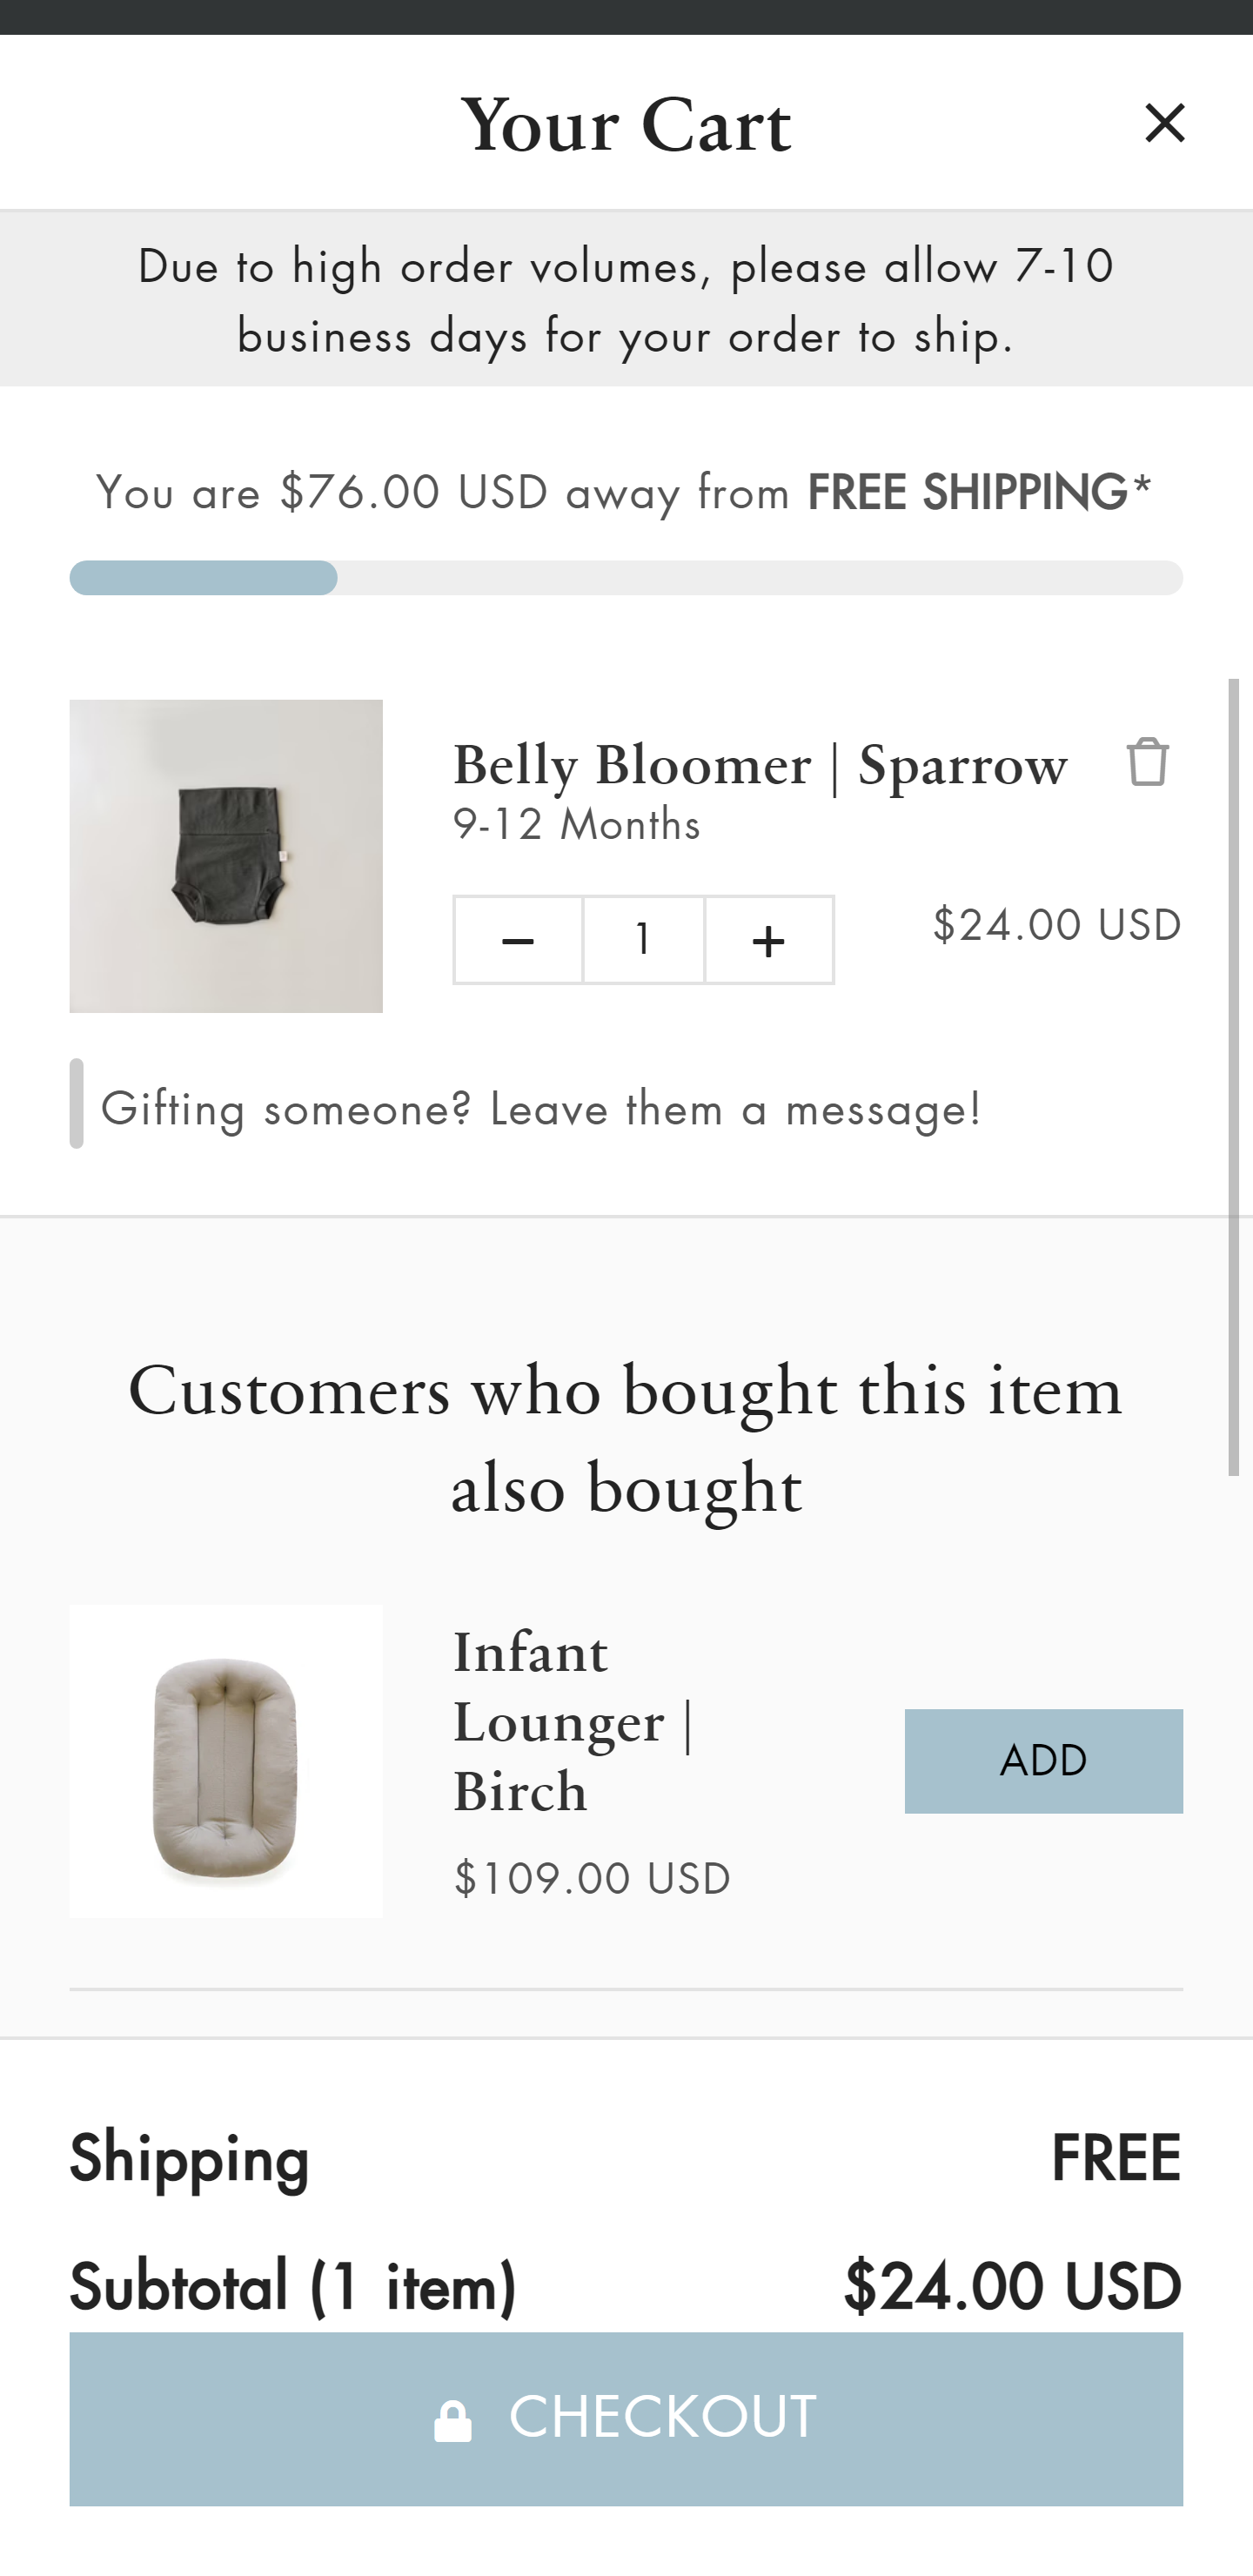 Your Cart
Due to high order volumes, please allow 7-10
business days for your order to ship.
You are $76.00 USD away from FREE SHIPPING*
Belly Bloomer | Sparrow
9-12 Months
1
$24.00 USD
Gifting someone? Leave them a message!
Customers who bought this item
also bought
Infant
Lounger |
Birch
ADD
$109.00 USD
Shipping FREE
Subtotal (1 item) $24.00 USD
CHECKOUT